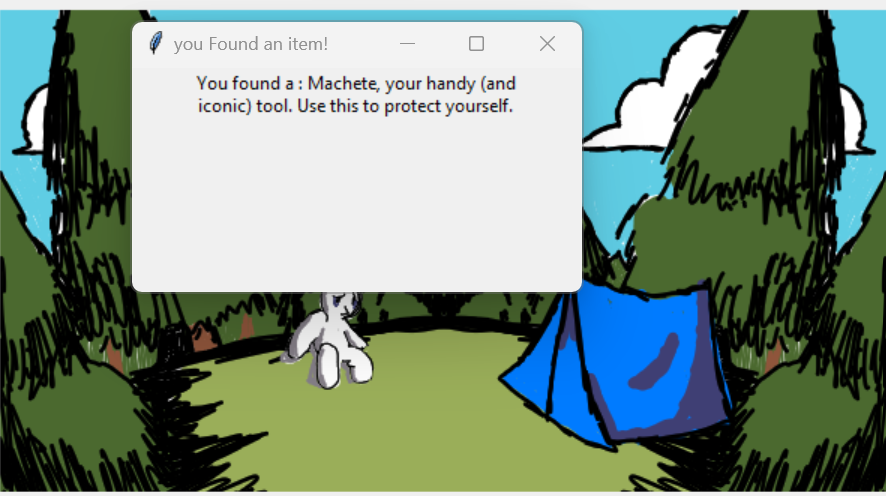 you Found an item!
You found a : Machete, your handy (and
iconic) tool. Use this to protect yourself.